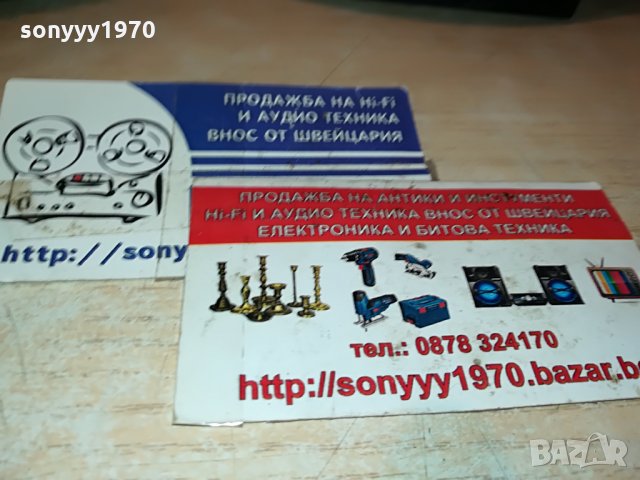 sonyyy1970
ПРОДАЖБА НА Hi-Fi
И АУДИО ТЕХНИКА
ВНОС ОТ ШВЕЙЦАРИЯ
http://sony
ПРОДАЖБА НА АНТИКИ И ИНСТРУМЕНТИ
Hi-Fi И АУДИО ТЕХНИКА ВНОС ОТ ШВЕЙЦАРИЯ
ЕЛЕКТРОНИКА И БИТОВА ТЕХНИКА
тел.: 0878 324170
http://sonyyy1970.bazar.b
BAZAR